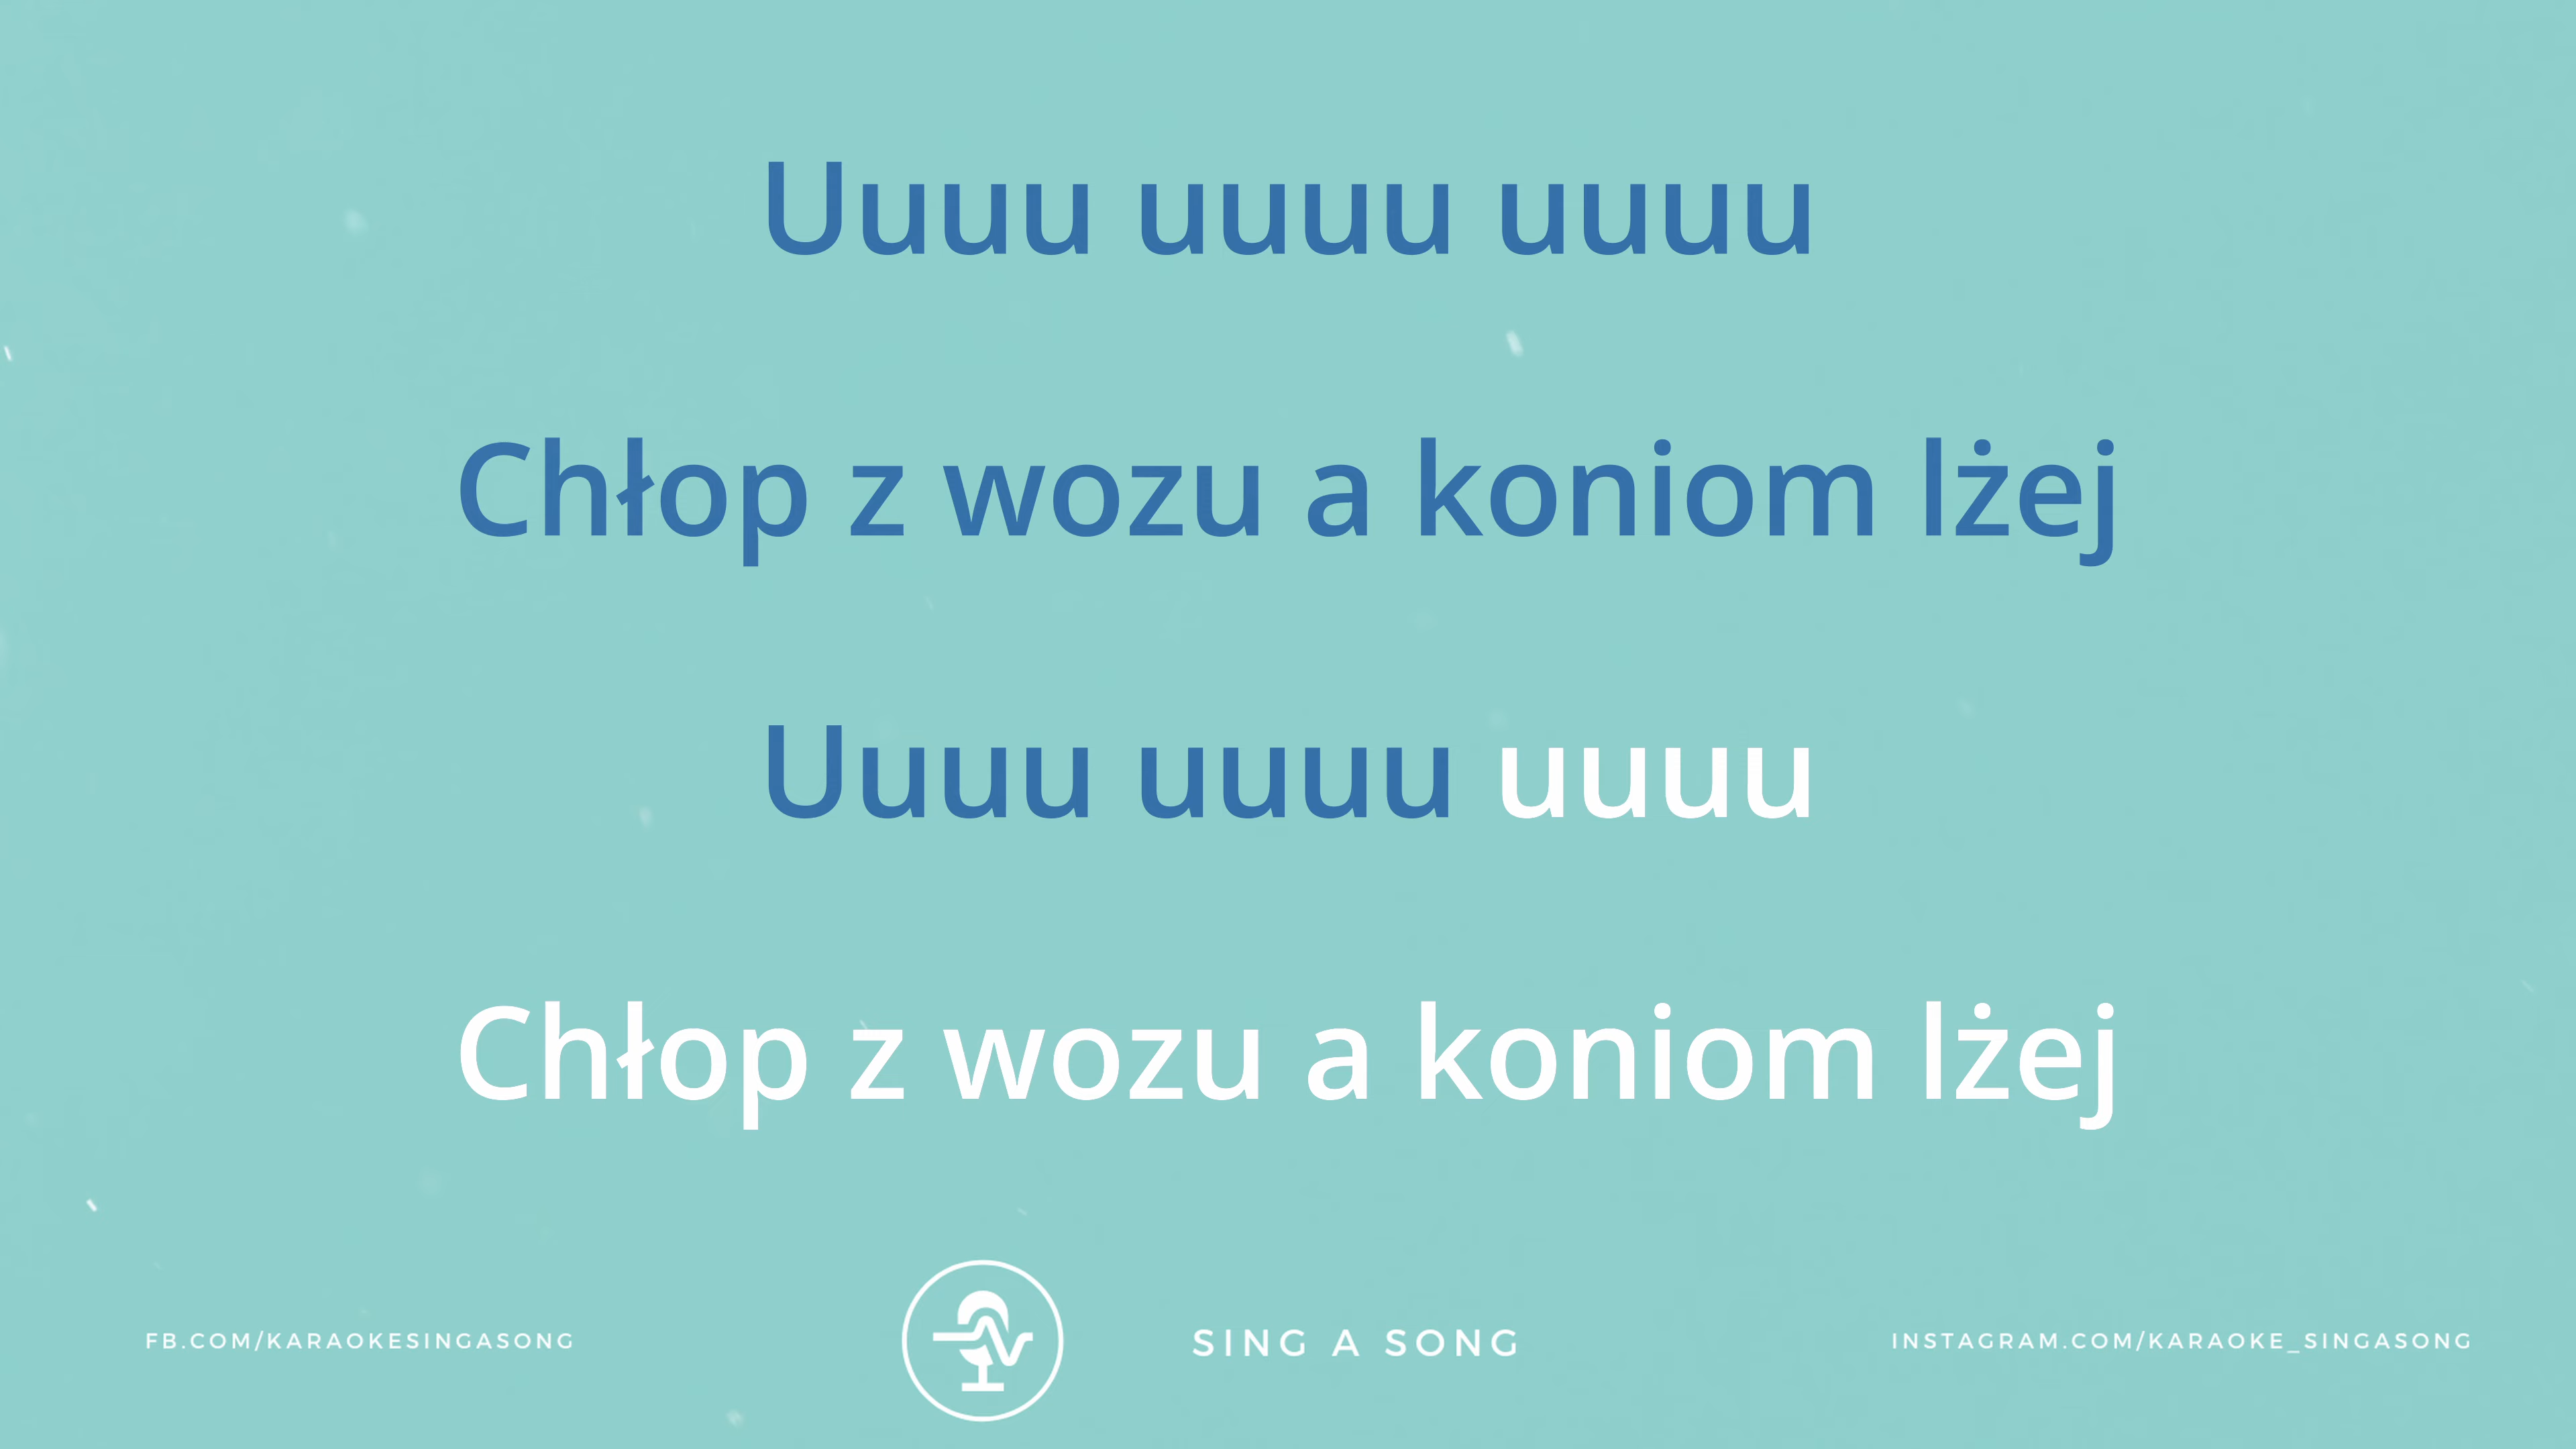 Uuuu uuuu uuuu
Chłop z wozu a koniom lżej
Uuuu uuuu uuuu
Chłop z wozu a koniom lżej
FB.COM/KARAOKESINGASONG
SING A SONG
INSTAGRAM.COM/KARAOKE_SINGASONG